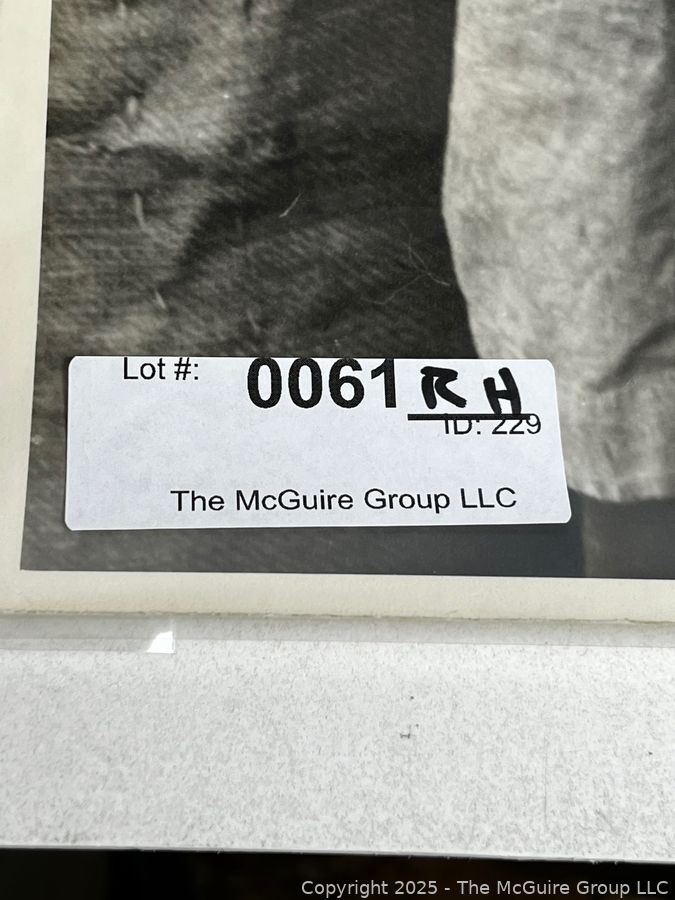 Lot #: 0061 RH
ID: 229
The McGuire Group LLC
Copyright 2025 - The McGuire Group LLC